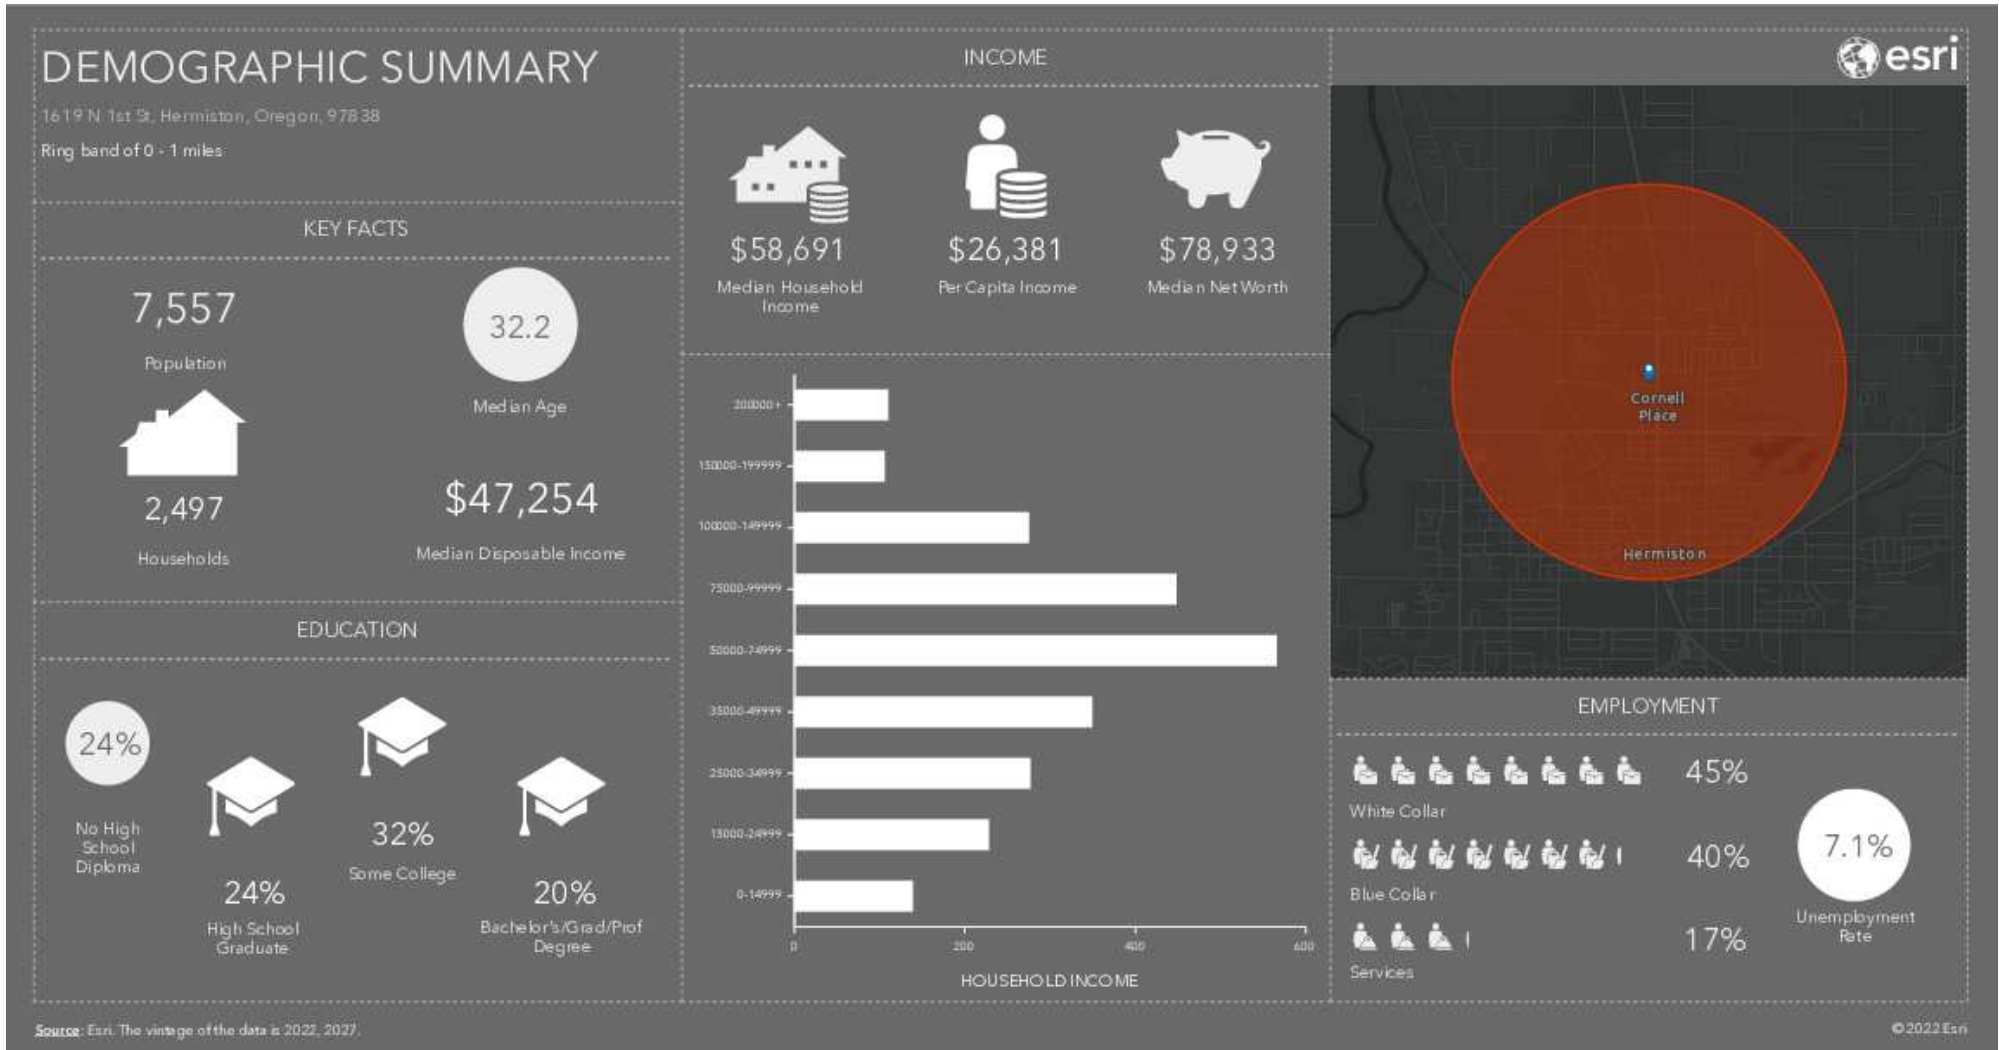 DEMOGRAPHIC SUMMARY
1619 N 1st St, Hermiston, Oregon, 97838
Ring band of 0 - 1 miles
KEY FACTS
7,557
Population
32.2
Median Age
2,497
Households
$47,254
Median Disposable Income
EDUCATION
24%
No High
School
Diploma
24%
High School
Graduate
32%
Some College
20%
Bachelor's/Grad/Prof
Degree
INCOME
$58,691
Median Household
Income
$26,381
Per Capita Income
$78,933
Median Net Worth
200000+
150000-199999
100000-149999
75000-99999
50000-74999
35000-49999
25000-34999
15000-24999
0-14999
0 200 400 600
HOUSEHOLD INCOME
esri
Cornell
Place
Hermiston
EMPLOYMENT
45%
White Collar
40%
Blue Collar
17%
Services
7.1%
Unemployment
Rate
Source: Esri. The vintage of the data is 2022, 2027.
© 2022 Esri